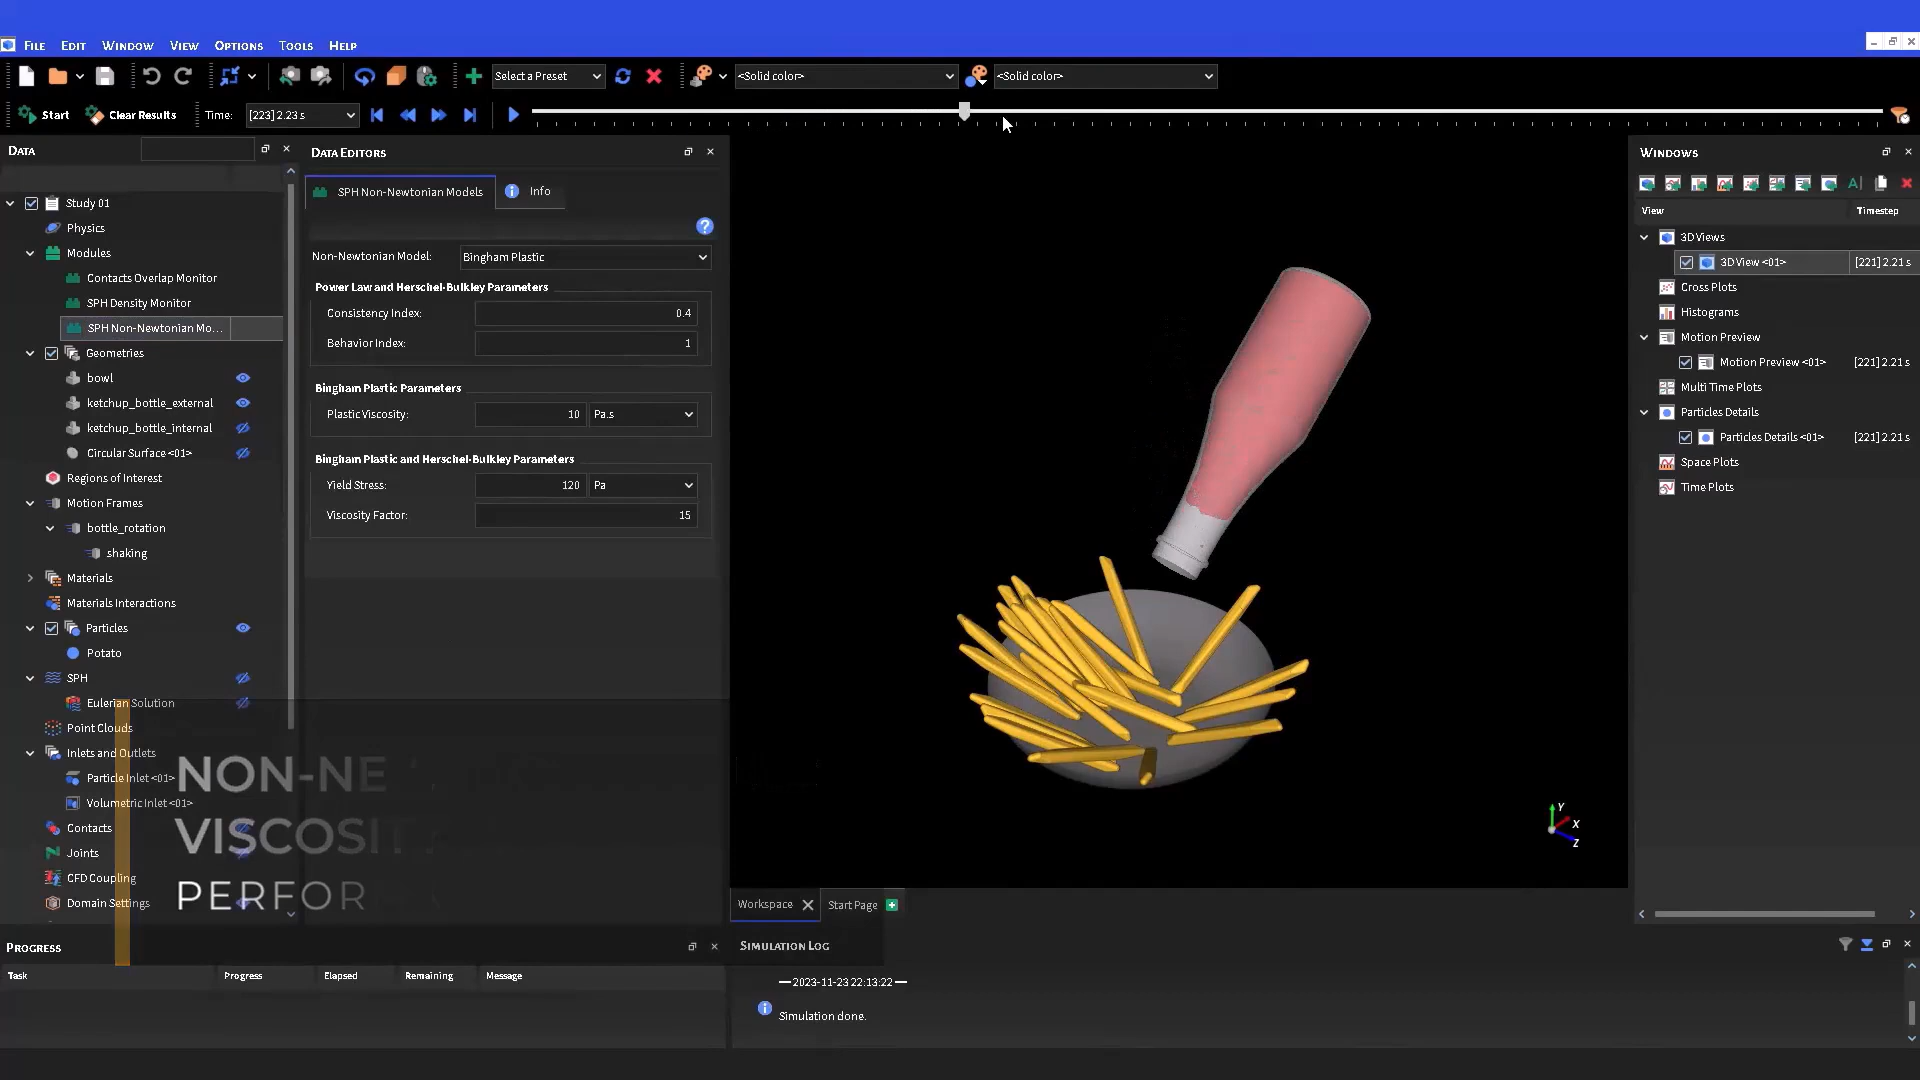 FILE EDIT WINDOW VIEW OPTIONS TOOLS HELP
Select a Preset <Solid color> <Solid color>
Start Clear Results Time: [223] 2.23 s
DATA
Study 01
Physics
Modules
Contacts Overlap Monitor
SPH Density Monitor
SPH Non-Newtonian Mo...
Geometries
bowl
ketchup_bottle_external
ketchup_bottle_internal
Circular Surface <01>
Regions of Interest
Motion Frames
bottle_rotation
shaking
Materials
Materials Interactions
Particles
Potato
SPH
Eulerian Solution
Point Clouds
Inlets and Outlets
Particle Inlet <01>
Volumetric Inlet <01>
Contacts
Joints
CFD Coupling
Domain Settings
NON-NE
VISCOSIT
PERFOR
DATA EDITORS
SPH Non-Newtonian Models Info
Non-Newtonian Model: Bingham Plastic
Power Law and Herschel-Bulkley Parameters
Consistency Index: 0.4
Behavior Index: 1
Bingham Plastic Parameters
Plastic Viscosity: 10 Pa.s
Bingham Plastic and Herschel-Bulkley Parameters
Yield Stress: 120 Pa
Viscosity Factor: 15
Y
X
Z
Workspace Start Page
WINDOWS
View Timestep
3D Views
3D View <01> [221] 2.21 s
Cross Plots
Histograms
Motion Preview
Motion Preview <01> [221] 2.21 s
Multi Time Plots
Particles Details
Particles Details <01> [221] 2.21 s
Space Plots
Time Plots
PROGRESS
Task Progress Elapsed Remaining Message
SIMULATION LOG
— 2023-11-23 22:13:22 —
Simulation done.